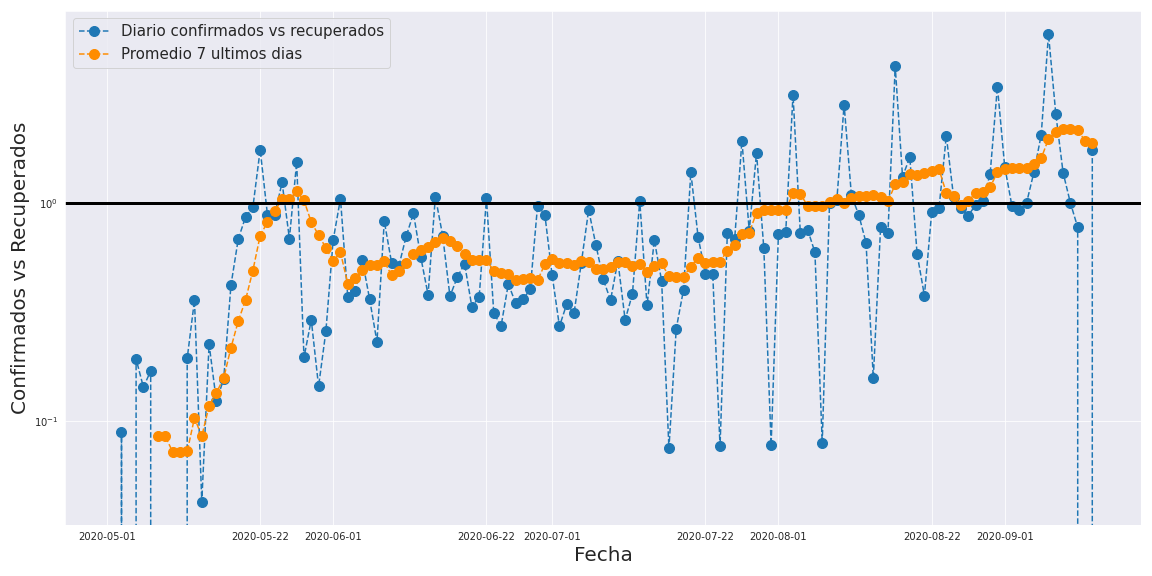 Diario confirmados vs recuperados
Promedio 7 ultimos dias
Confirmados vs Recuperados
10⁰
10⁻¹
2020-05-01 2020-05-22 2020-06-01 2020-06-22 2020-07-01 2020-07-22 2020-08-01 2020-08-22 2020-09-01
Fecha